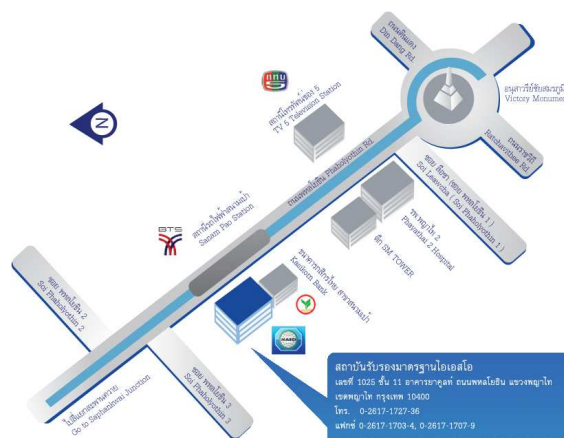 ถนนดินแดง
Din Dang Rd.
อนุสาวรีย์ชัยสมรภูมิ
Victory Monument
ถนนราชวิถี
Ratchavithee Rd.
สถานีโทรทัศน์ช่อง 5
TV 5 Television Station
N
ถนนพหลโยธิน Phaholyothin Rd.
ซอย ลือชา (ซอย พหลโยธิน 1)
Soi Leawcha ( Soi Phaholyothin 1 )
รพ.พญาไท 2
Phayathai 2 Hospital
ตึก SM TOWER
BTS
สถานีรถไฟฟ้าสนามเป้า
Sanam Pao Station
ธนาคารกสิกรไทย สาขาสนามเป้า
Kasikorn Bank
MASCI
ซอย พหลโยธิน 2
Soi Phaholyothin 2
ซอย พหลโยธิน 3
Soi Phaholyothin 3
ไปสี่แยกสะพานควาย
Go to Saphankwai Junction
สถาบันรับรองมาตรฐานไอเอสโอ
เลขที่ 1025 ชั้น 11 อาคารยาคูลท์ ถนนพหลโยธิน แขวงพญาไท
เขตพญาไท กรุงเทพ 10400
โทร. 0-2617-1727-36
แฟกซ์ 0-2617-1703-4, 0-2617-1707-9